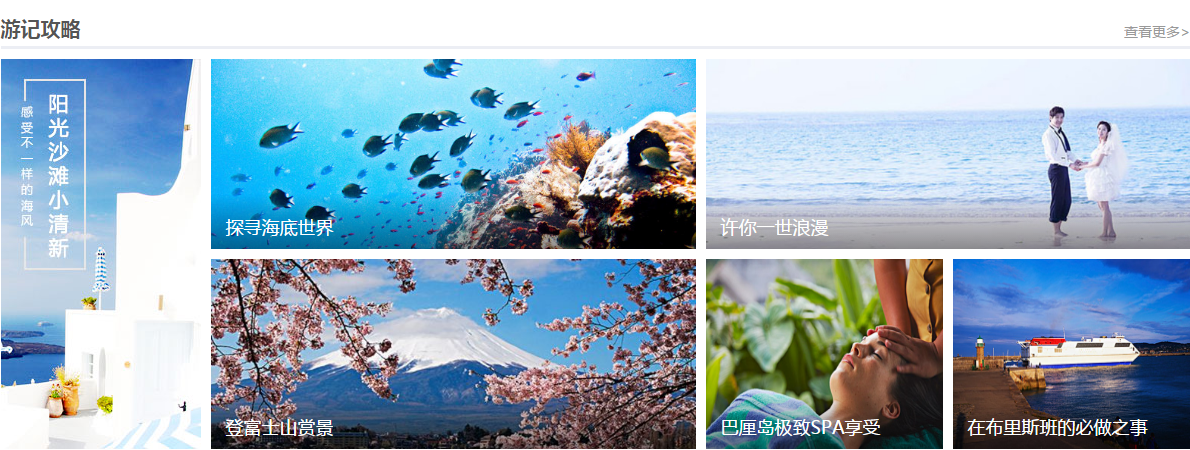 游记攻略
查看更多>
阳光沙滩小清新
感受不一样的海风
探寻海底世界
许你一世浪漫
登富士山赏景
巴厘岛极致SPA享受
在布里斯班的必做之事